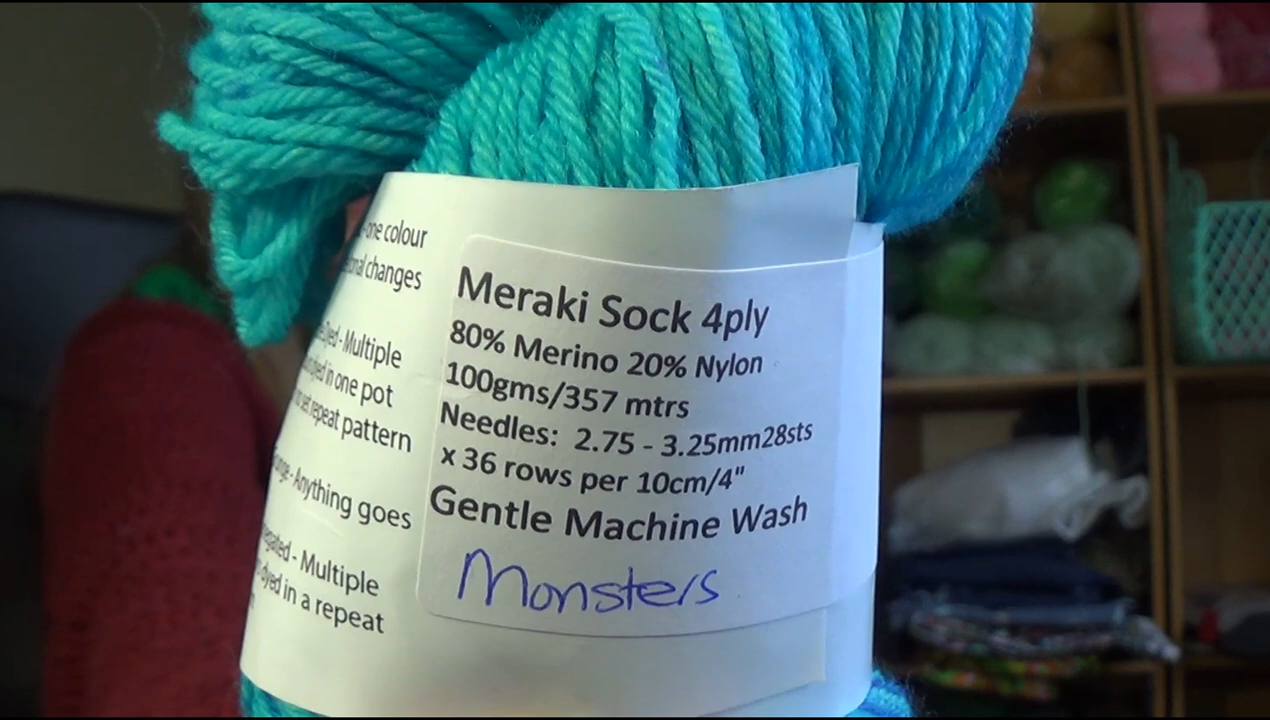 one colour
changes
- Multiple
in one pot
repeat pattern
- Anything goes
- Multiple
dyed in a repeat
Meraki Sock 4ply
80% Merino 20% Nylon
100gms/357 mtrs
Needles: 2.75 - 3.25mm28sts
x 36 rows per 10cm/4"
Gentle Machine Wash
Monsters